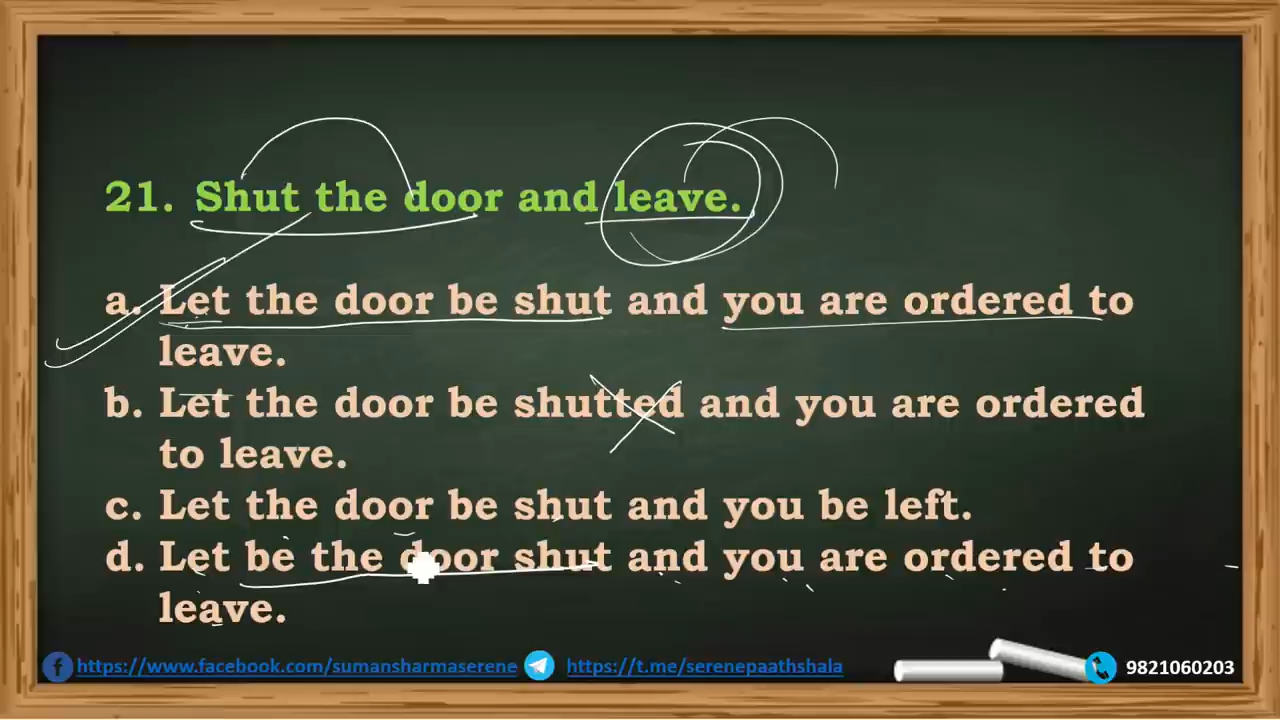 21. Shut the door and leave.
a. Let the door be shut and you are ordered to
leave.
b. Let the door be shutted and you are ordered
to leave.
c. Let the door be shut and you be left.
d. Let be the door shut and you are ordered to
leave.
https://www.facebook.com/sumansharmaserene https://t.me/serenepaathshala 9821060203